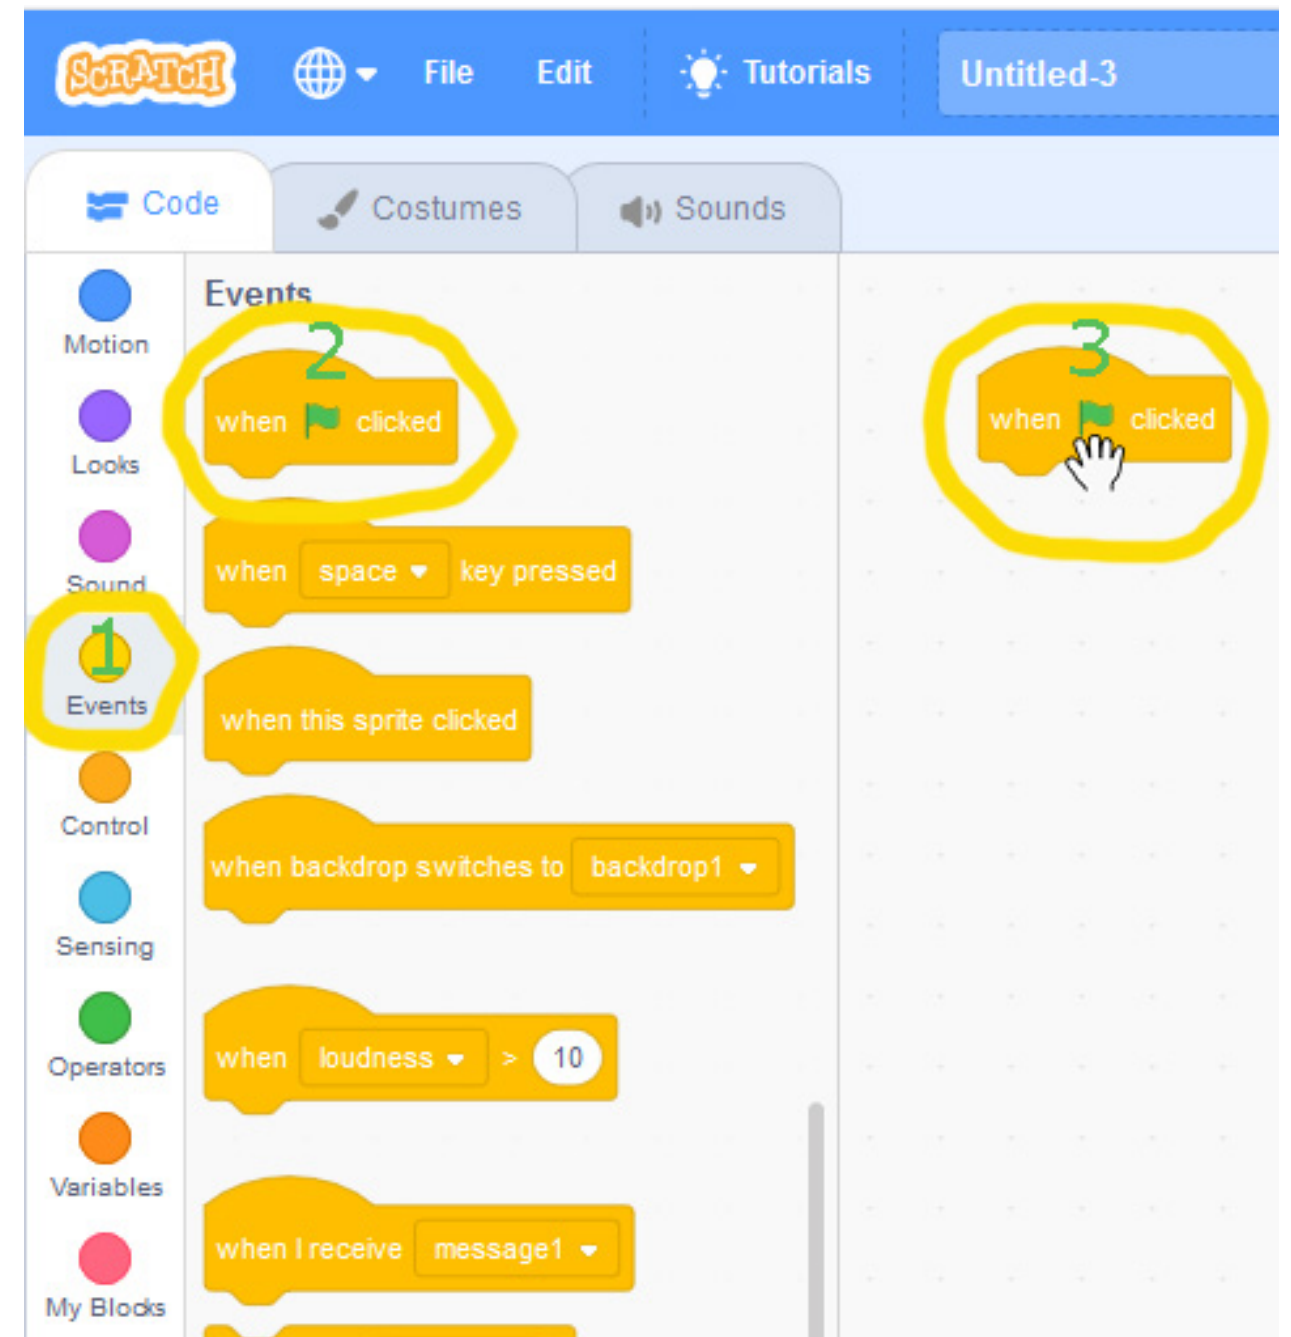 SCRATCH File Edit Tutorials Untitled-3
Code Costumes Sounds
Motion
Looks
Sound
1
Events
Control
Sensing
Operators
Variables
My Blocks
Events
2
when clicked
when space key pressed
when this sprite clicked
when backdrop switches to backdrop1
when loudness > 10
when I receive message1
3
when clicked